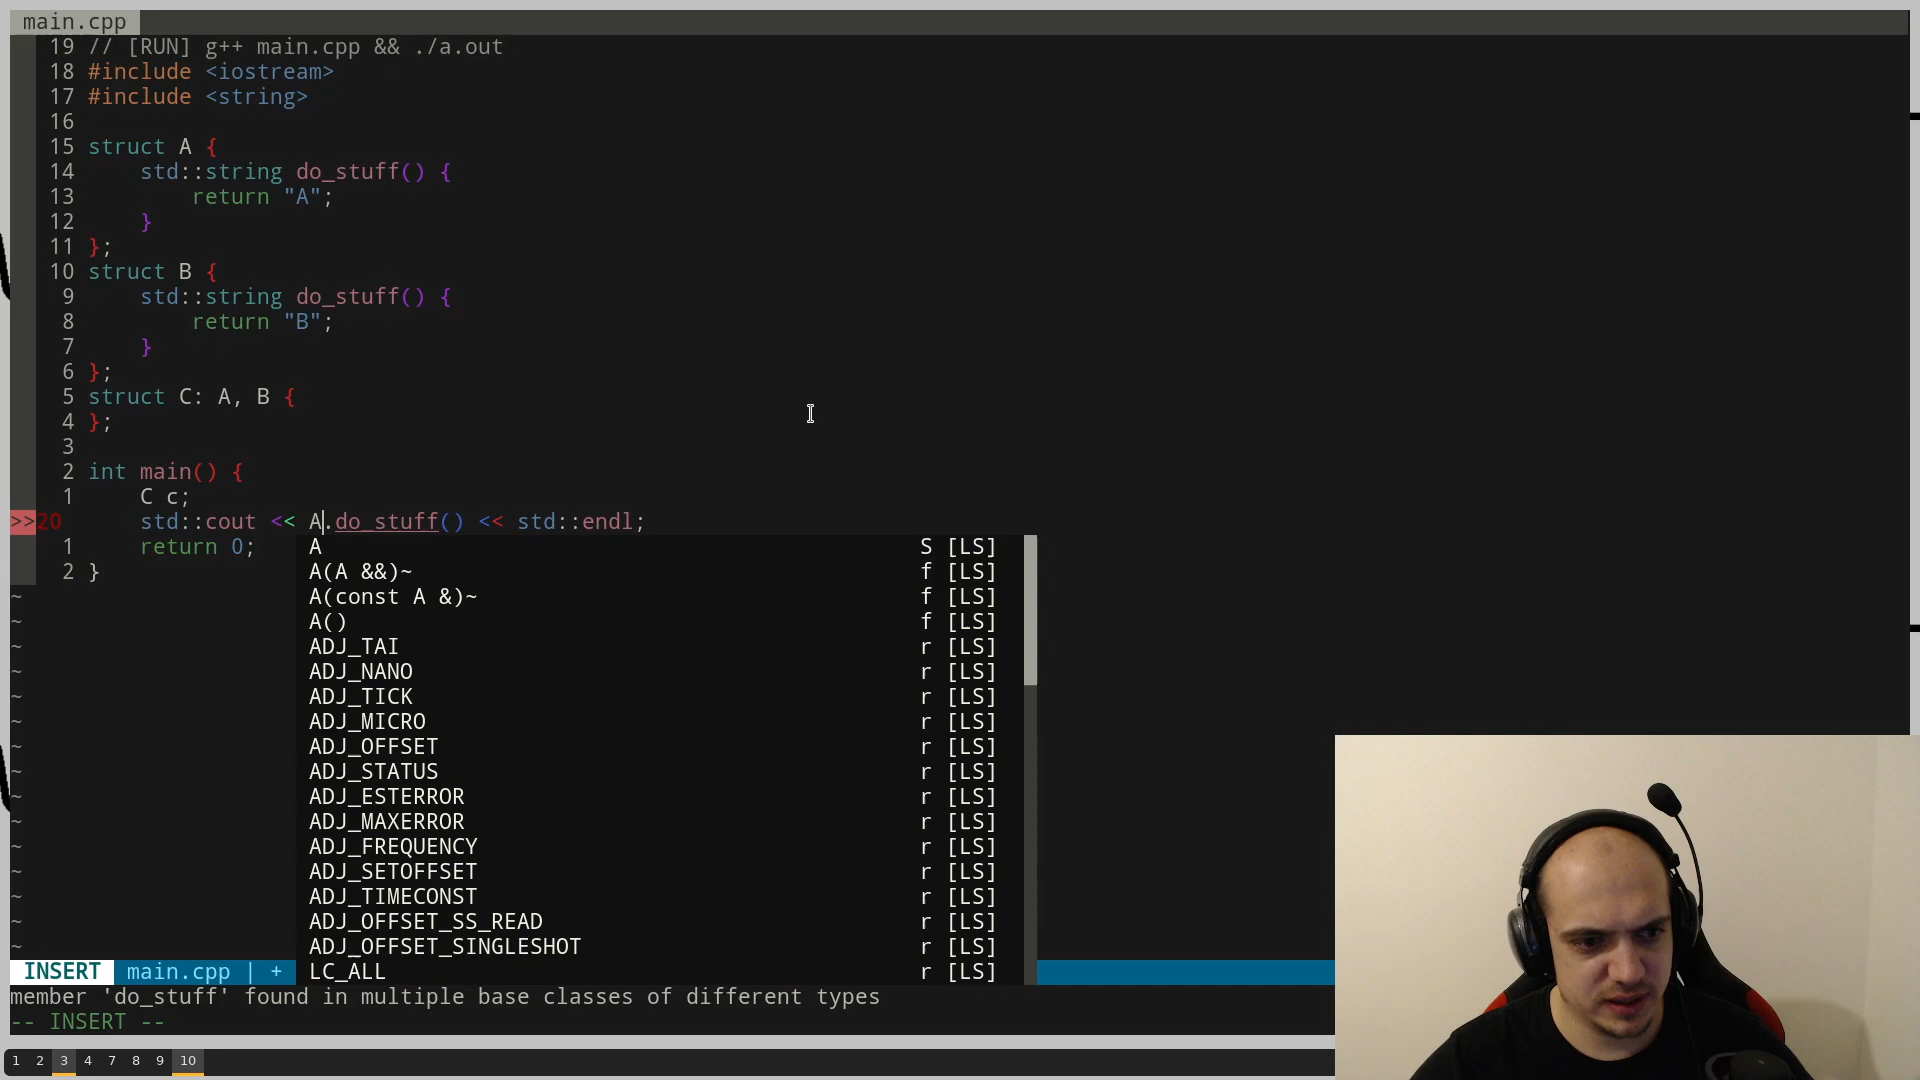 main.cpp
19 // [RUN] g++ main.cpp && ./a.out
18 #include <iostream>
17 #include <string>
16
15 struct A {
14     std::string do_stuff() {
13         return "A";
12     }
11 };
10 struct B {
9     std::string do_stuff() {
8         return "B";
7     }
6 };
5 struct C: A, B {
4 };
3
2 int main() {
1     C c;
>>20     std::cout << A.do_stuff() << std::endl;
1     return 0;
2 }
A S [LS]
A(A &&)~ f [LS]
A(const A &)~ f [LS]
A() f [LS]
ADJ_TAI r [LS]
ADJ_NANO r [LS]
ADJ_TICK r [LS]
ADJ_MICRO r [LS]
ADJ_OFFSET r [LS]
ADJ_STATUS r [LS]
ADJ_ESTERROR r [LS]
ADJ_MAXERROR r [LS]
ADJ_FREQUENCY r [LS]
ADJ_SETOFFSET r [LS]
ADJ_TIMECONST r [LS]
ADJ_OFFSET_SS_READ r [LS]
ADJ_OFFSET_SINGLESHOT r [LS]
LC_ALL r [LS]
INSERT main.cpp | +
member 'do_stuff' found in multiple base classes of different types
-- INSERT --
1 2 3 4 7 8 9 10